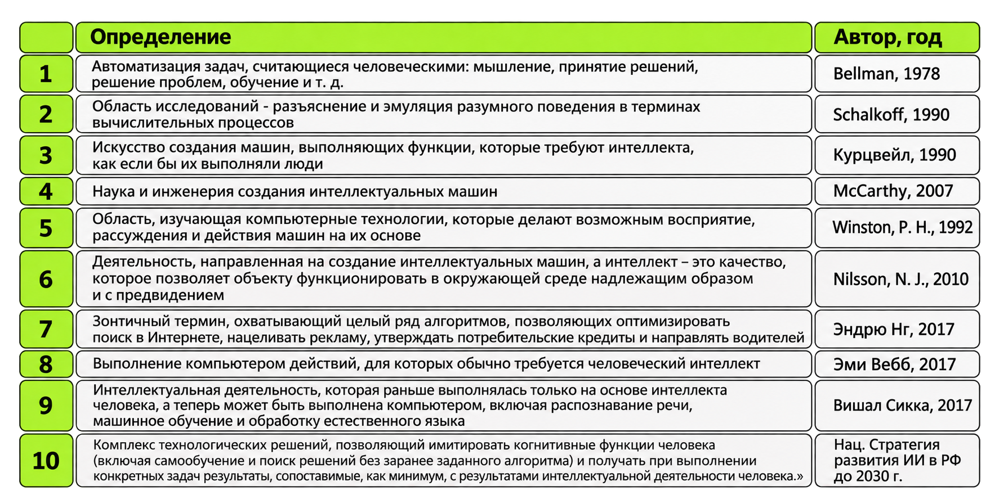 Определение
Автор, год
1
Автоматизация задач, считающиеся человеческими: мышление, принятие решений,
решение проблем, обучение и т. д.
Bellman, 1978
2
Область исследований - разъяснение и эмуляция разумного поведения в терминах
вычислительных процессов
Schalkoff, 1990
3
Искусство создания машин, выполняющих функции, которые требуют интеллекта,
как если бы их выполняли люди
Курцвейл, 1990
4
Наука и инженерия создания интеллектуальных машин
McCarthy, 2007
5
Область, изучающая компьютерные технологии, которые делают возможным восприятие,
рассуждения и действия машин на их основе
Winston, P. H., 1992
6
Деятельность, направленная на создание интеллектуальных машин, а интеллект – это качество,
которое позволяет объекту функционировать в окружающей среде надлежащим образом
и с предвидением
Nilsson, N. J., 2010
7
Зонтичный термин, охватывающий целый ряд алгоритмов, позволяющих оптимизировать
поиск в Интернете, нацеливать рекламу, утверждать потребительские кредиты и направлять водителей
Эндрю Нг, 2017
8
Выполнение компьютером действий, для которых обычно требуется человеческий интеллект
Эми Вебб, 2017
9
Интеллектуальная деятельность, которая раньше выполнялась только на основе интеллекта
человека, а теперь может быть выполнена компьютером, включая распознавание речи,
машинное обучение и обработку естественного языка
Вишал Сикка, 2017
10
Комплекс технологических решений, позволяющий имитировать когнитивные функции человека
(включая самообучение и поиск решений без заранее заданного алгоритма) и получать при выполнении
конкретных задач результаты, сопоставимые, как минимум, с результатами интеллектуальной деятельности человека.»
Нац. Стратегия
развития ИИ в РФ
до 2030 г.